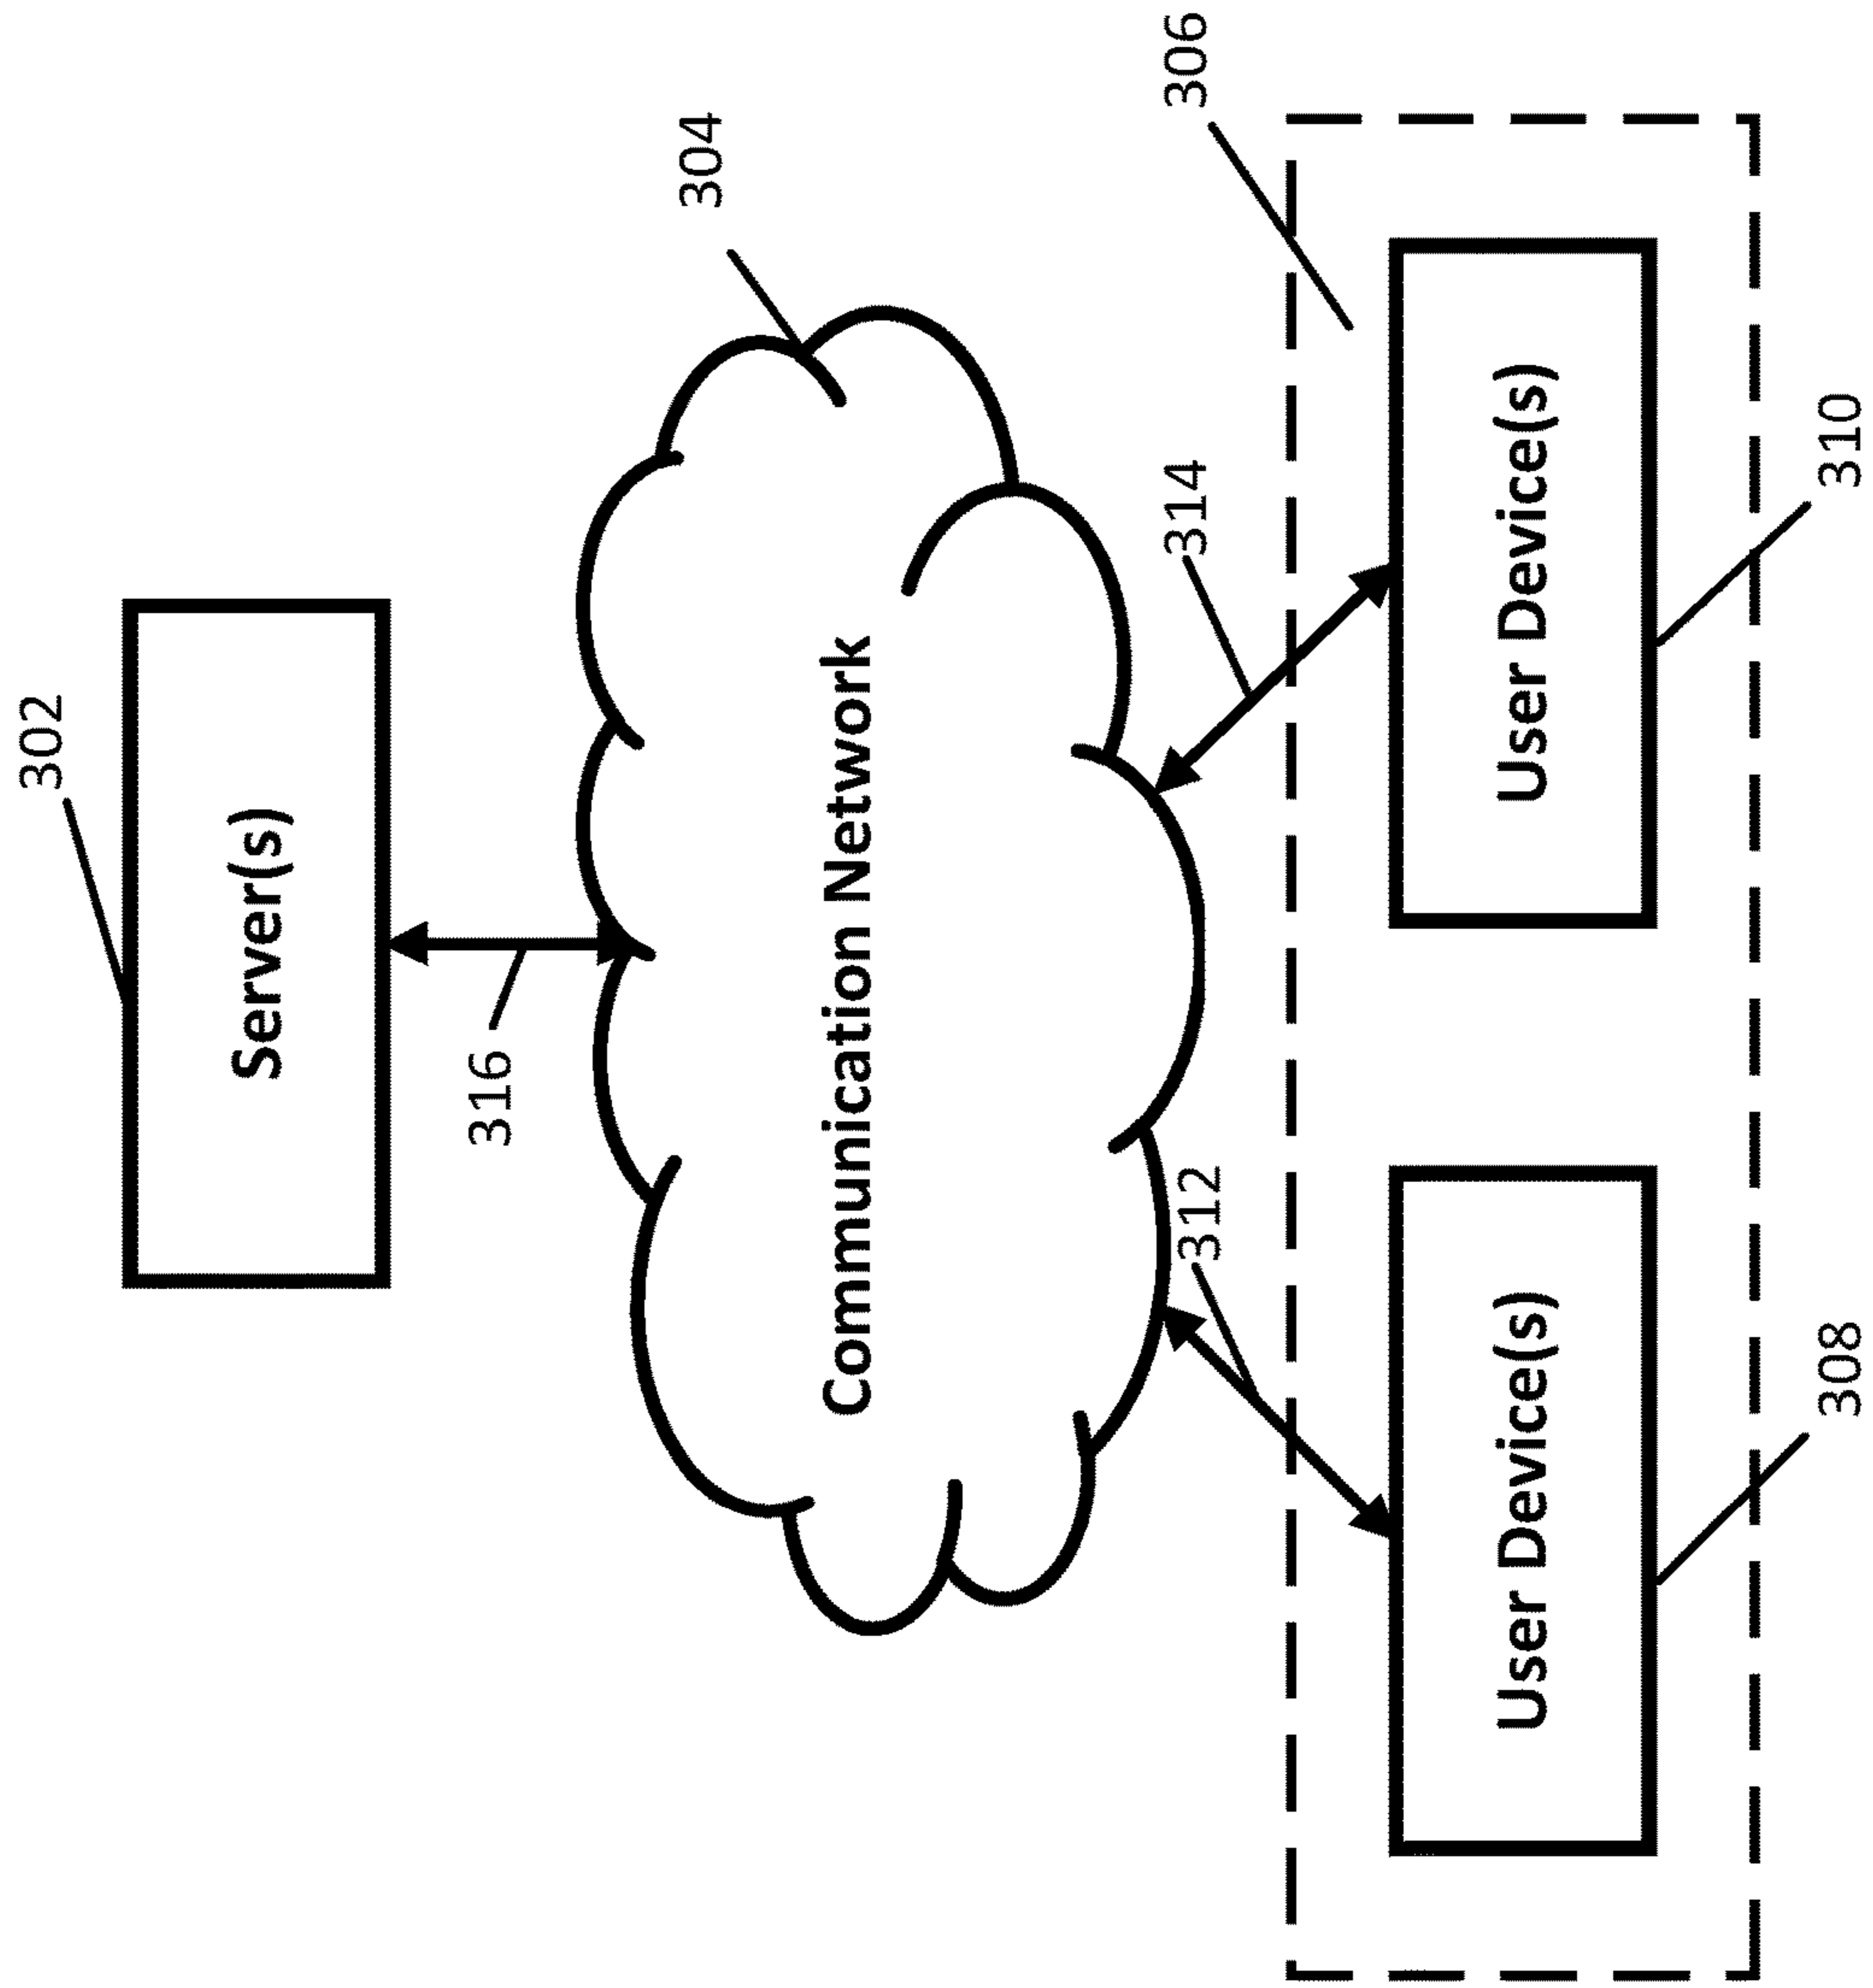 302
Server(s)
316
304
Communication Network
312
314
306
User Device(s)
User Device(s)
308
310